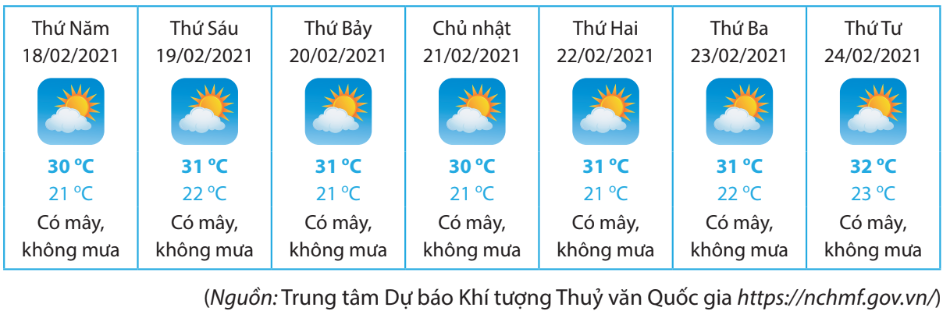 Thứ Năm
18/02/2021
30 °C
21 °C
Có mây,
không mưa
Thứ Sáu
19/02/2021
31 °C
22 °C
Có mây,
không mưa
Thứ Bảy
20/02/2021
31 °C
21 °C
Có mây,
không mưa
Chủ nhật
21/02/2021
30 °C
21 °C
Có mây,
không mưa
Thứ Hai
22/02/2021
31 °C
21 °C
Có mây,
không mưa
Thứ Ba
23/02/2021
31 °C
22 °C
Có mây,
không mưa
Thứ Tư
24/02/2021
32 °C
23 °C
Có mây,
không mưa
(Nguồn: Trung tâm Dự báo Khí tượng Thuỷ văn Quốc gia https://nchmf.gov.vn/)